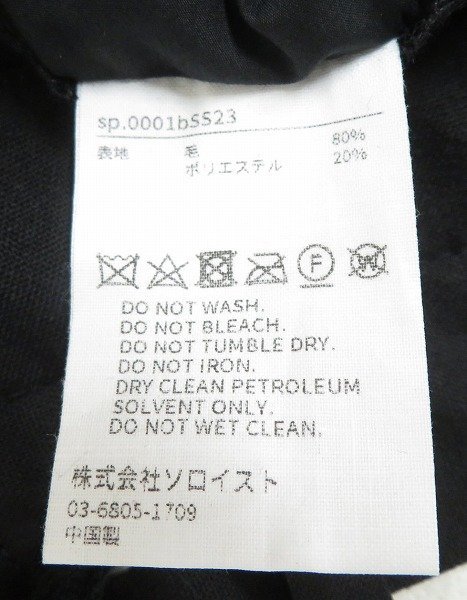 sp.0001bSS23
表地 毛 80%
ポリエステル 20%
F
W
DO NOT WASH.
DO NOT BLEACH.
DO NOT TUMBLE DRY.
DO NOT IRON.
DRY CLEAN PETROLEUM
SOLVENT ONLY.
DO NOT WET CLEAN.
株式会社ソロイスト
03-6805-1709
中国製